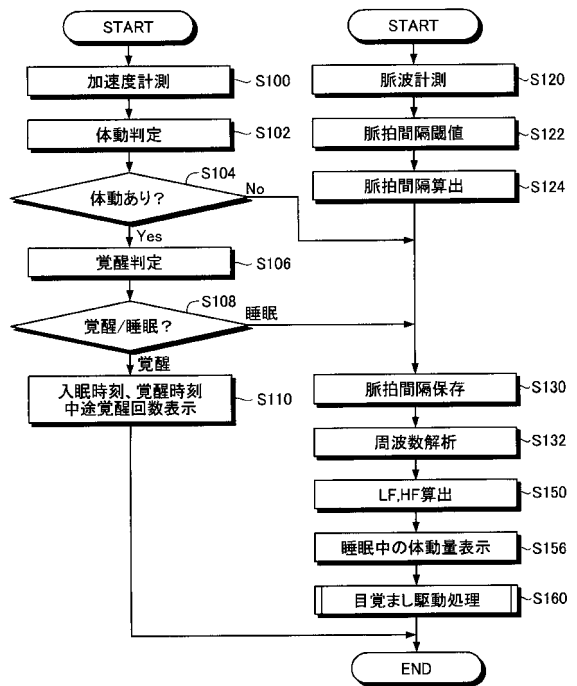 START
加速度計測
S100
体動判定
S102
体動あり?
S104
No
Yes
覚醒判定
S106
覚醒/睡眠?
S108
睡眠
覚醒
入眠時刻、覚醒時刻
中途覚醒回数表示
S110
START
脈波計測
S120
脈拍間隔閾値
S122
脈拍間隔算出
S124
脈拍間隔保存
S130
周波数解析
S132
LF,HF算出
S150
睡眠中の体動量表示
S156
目覚まし駆動処理
S160
END